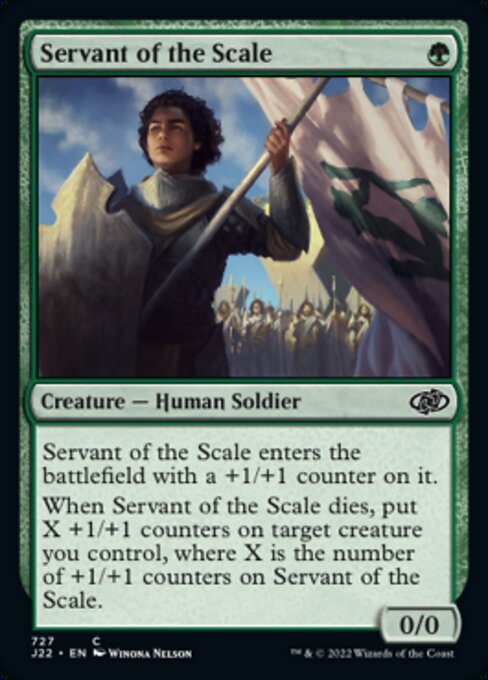 Servant of the Scale
Creature — Human Soldier
Servant of the Scale enters the
battlefield with a +1/+1 counter on it.
When Servant of the Scale dies, put
X +1/+1 counters on target creature
you control, where X is the number
of +1/+1 counters on Servant of the
Scale.
0/0
727 C
J22 • EN Winona Nelson
™ & © 2022 Wizards of the Coast